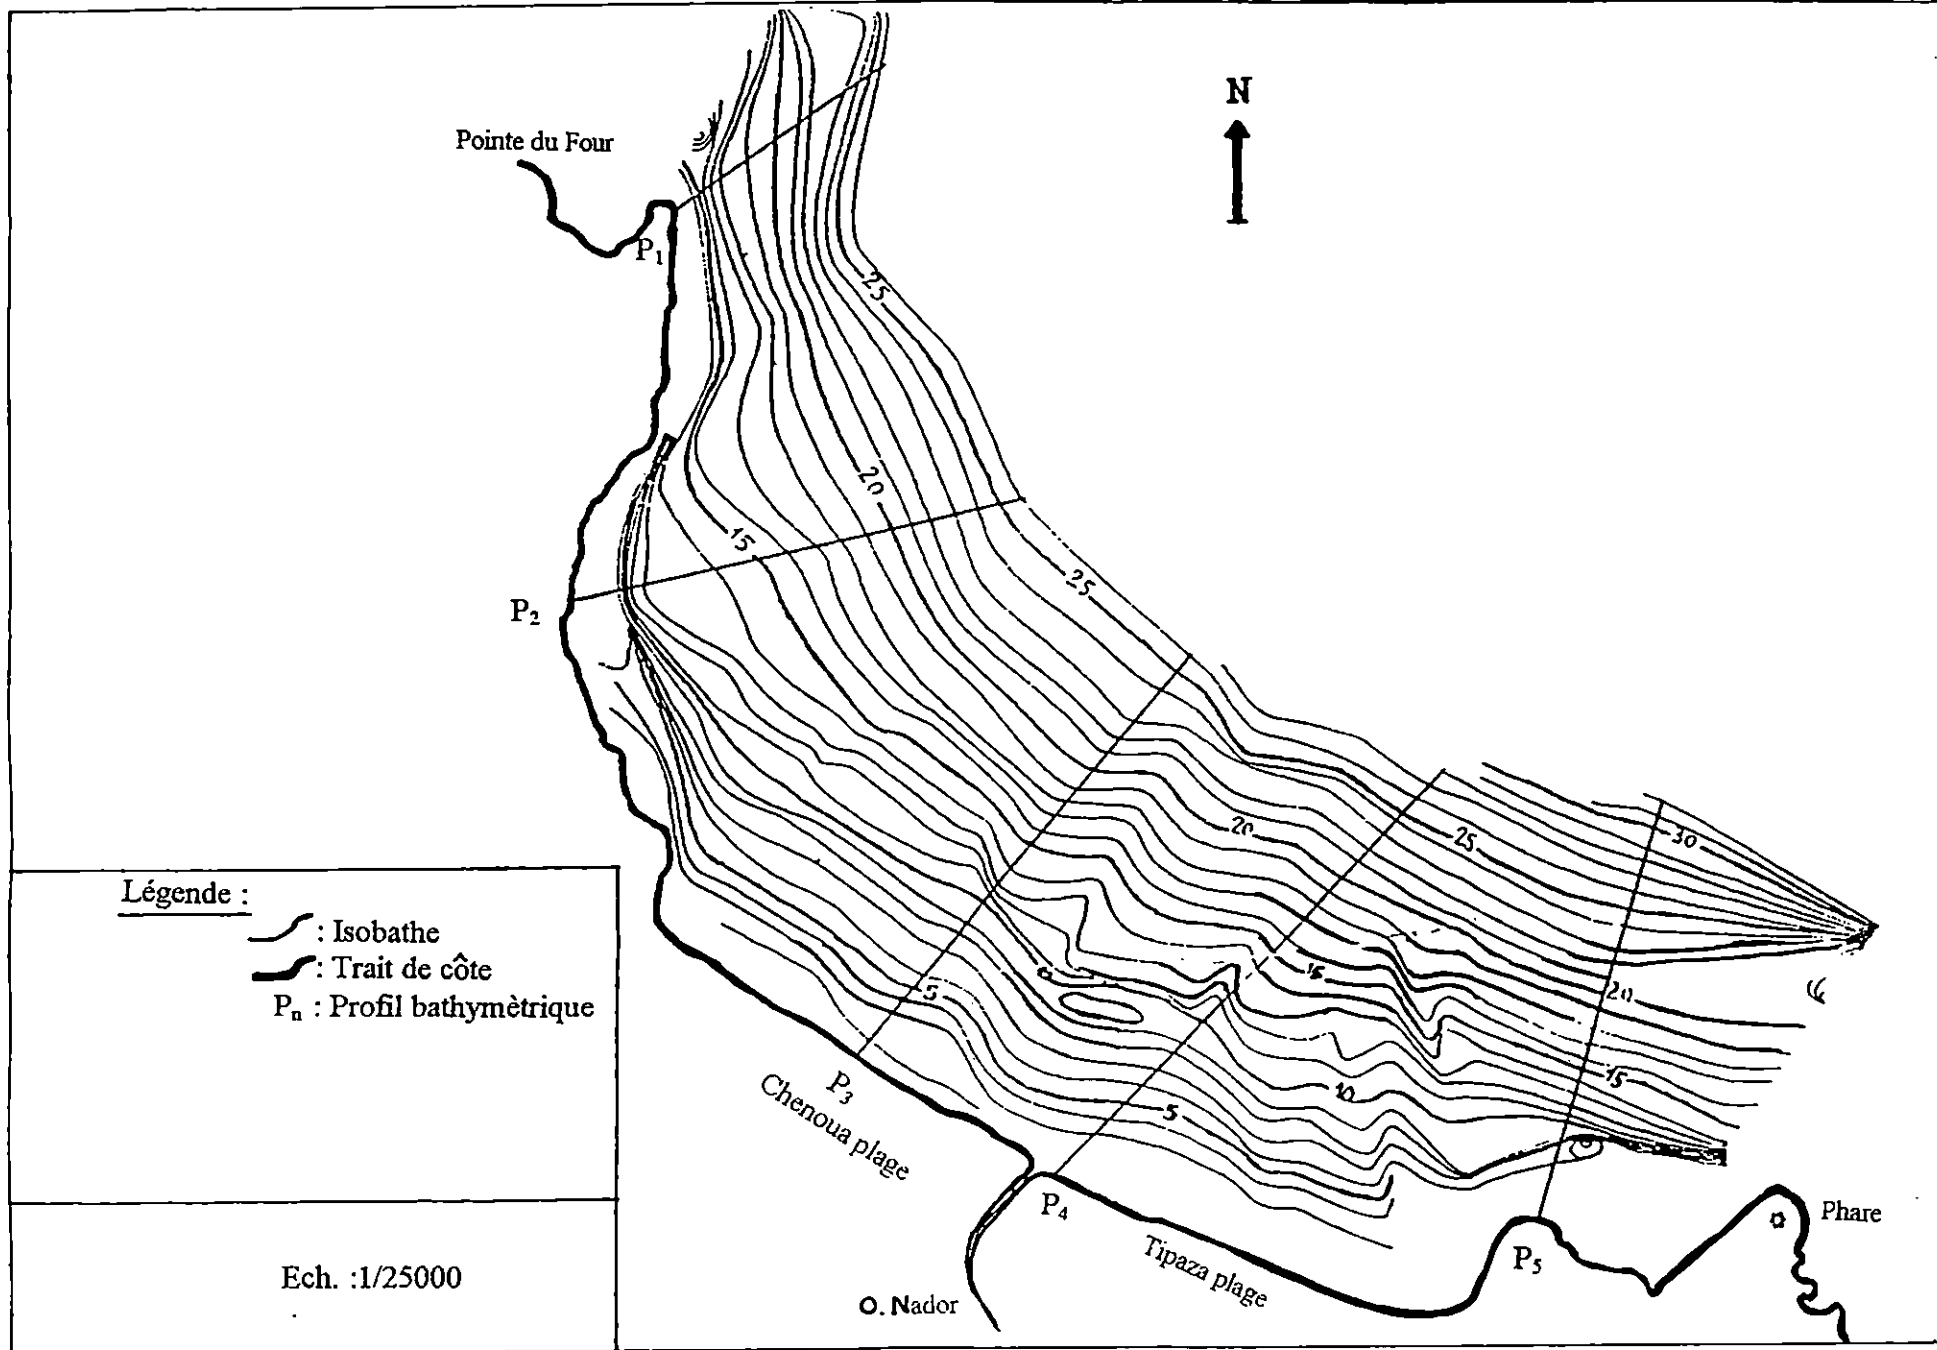 N
Pointe du Four
P₁
25
20
15
25
P₂
20
25
30
Légende :
: Isobathe
: Trait de côte
Pₙ : Profil bathymètrique
5
15
20
P₃
Chenoua plage
10
15
5
P₄
Tipaza plage
P₅
Phare
Ech. :1/25000
O. Nador